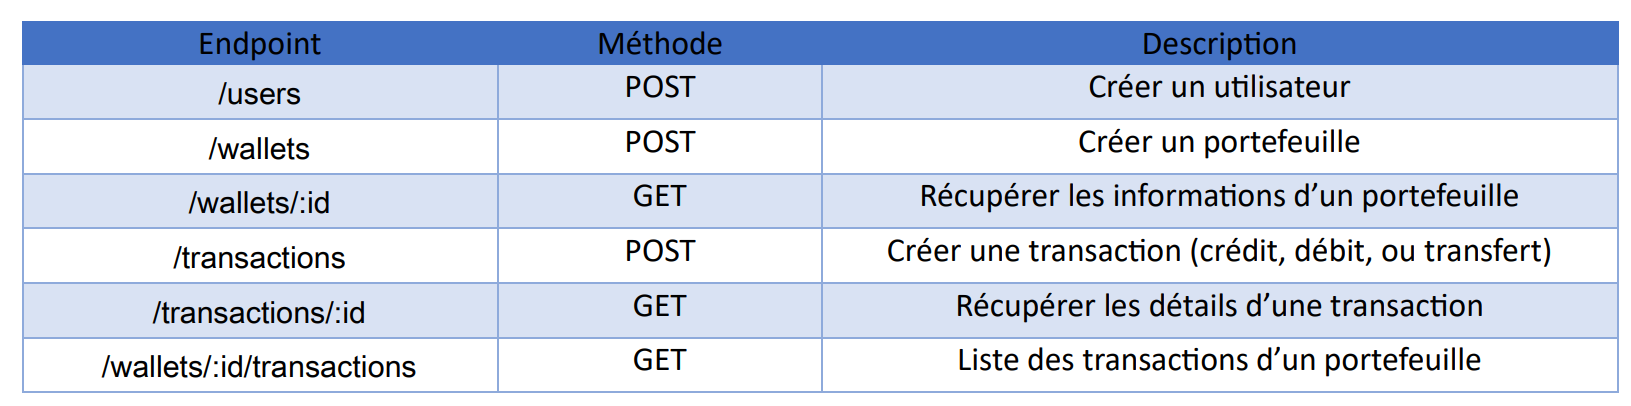 Endpoint Méthode Description
/users POST Créer un utilisateur
/wallets POST Créer un portefeuille
/wallets/:id GET Récupérer les informations d’un portefeuille
/transactions POST Créer une transaction (crédit, débit, ou transfert)
/transactions/:id GET Récupérer les détails d’une transaction
/wallets/:id/transactions GET Liste des transactions d’un portefeuille